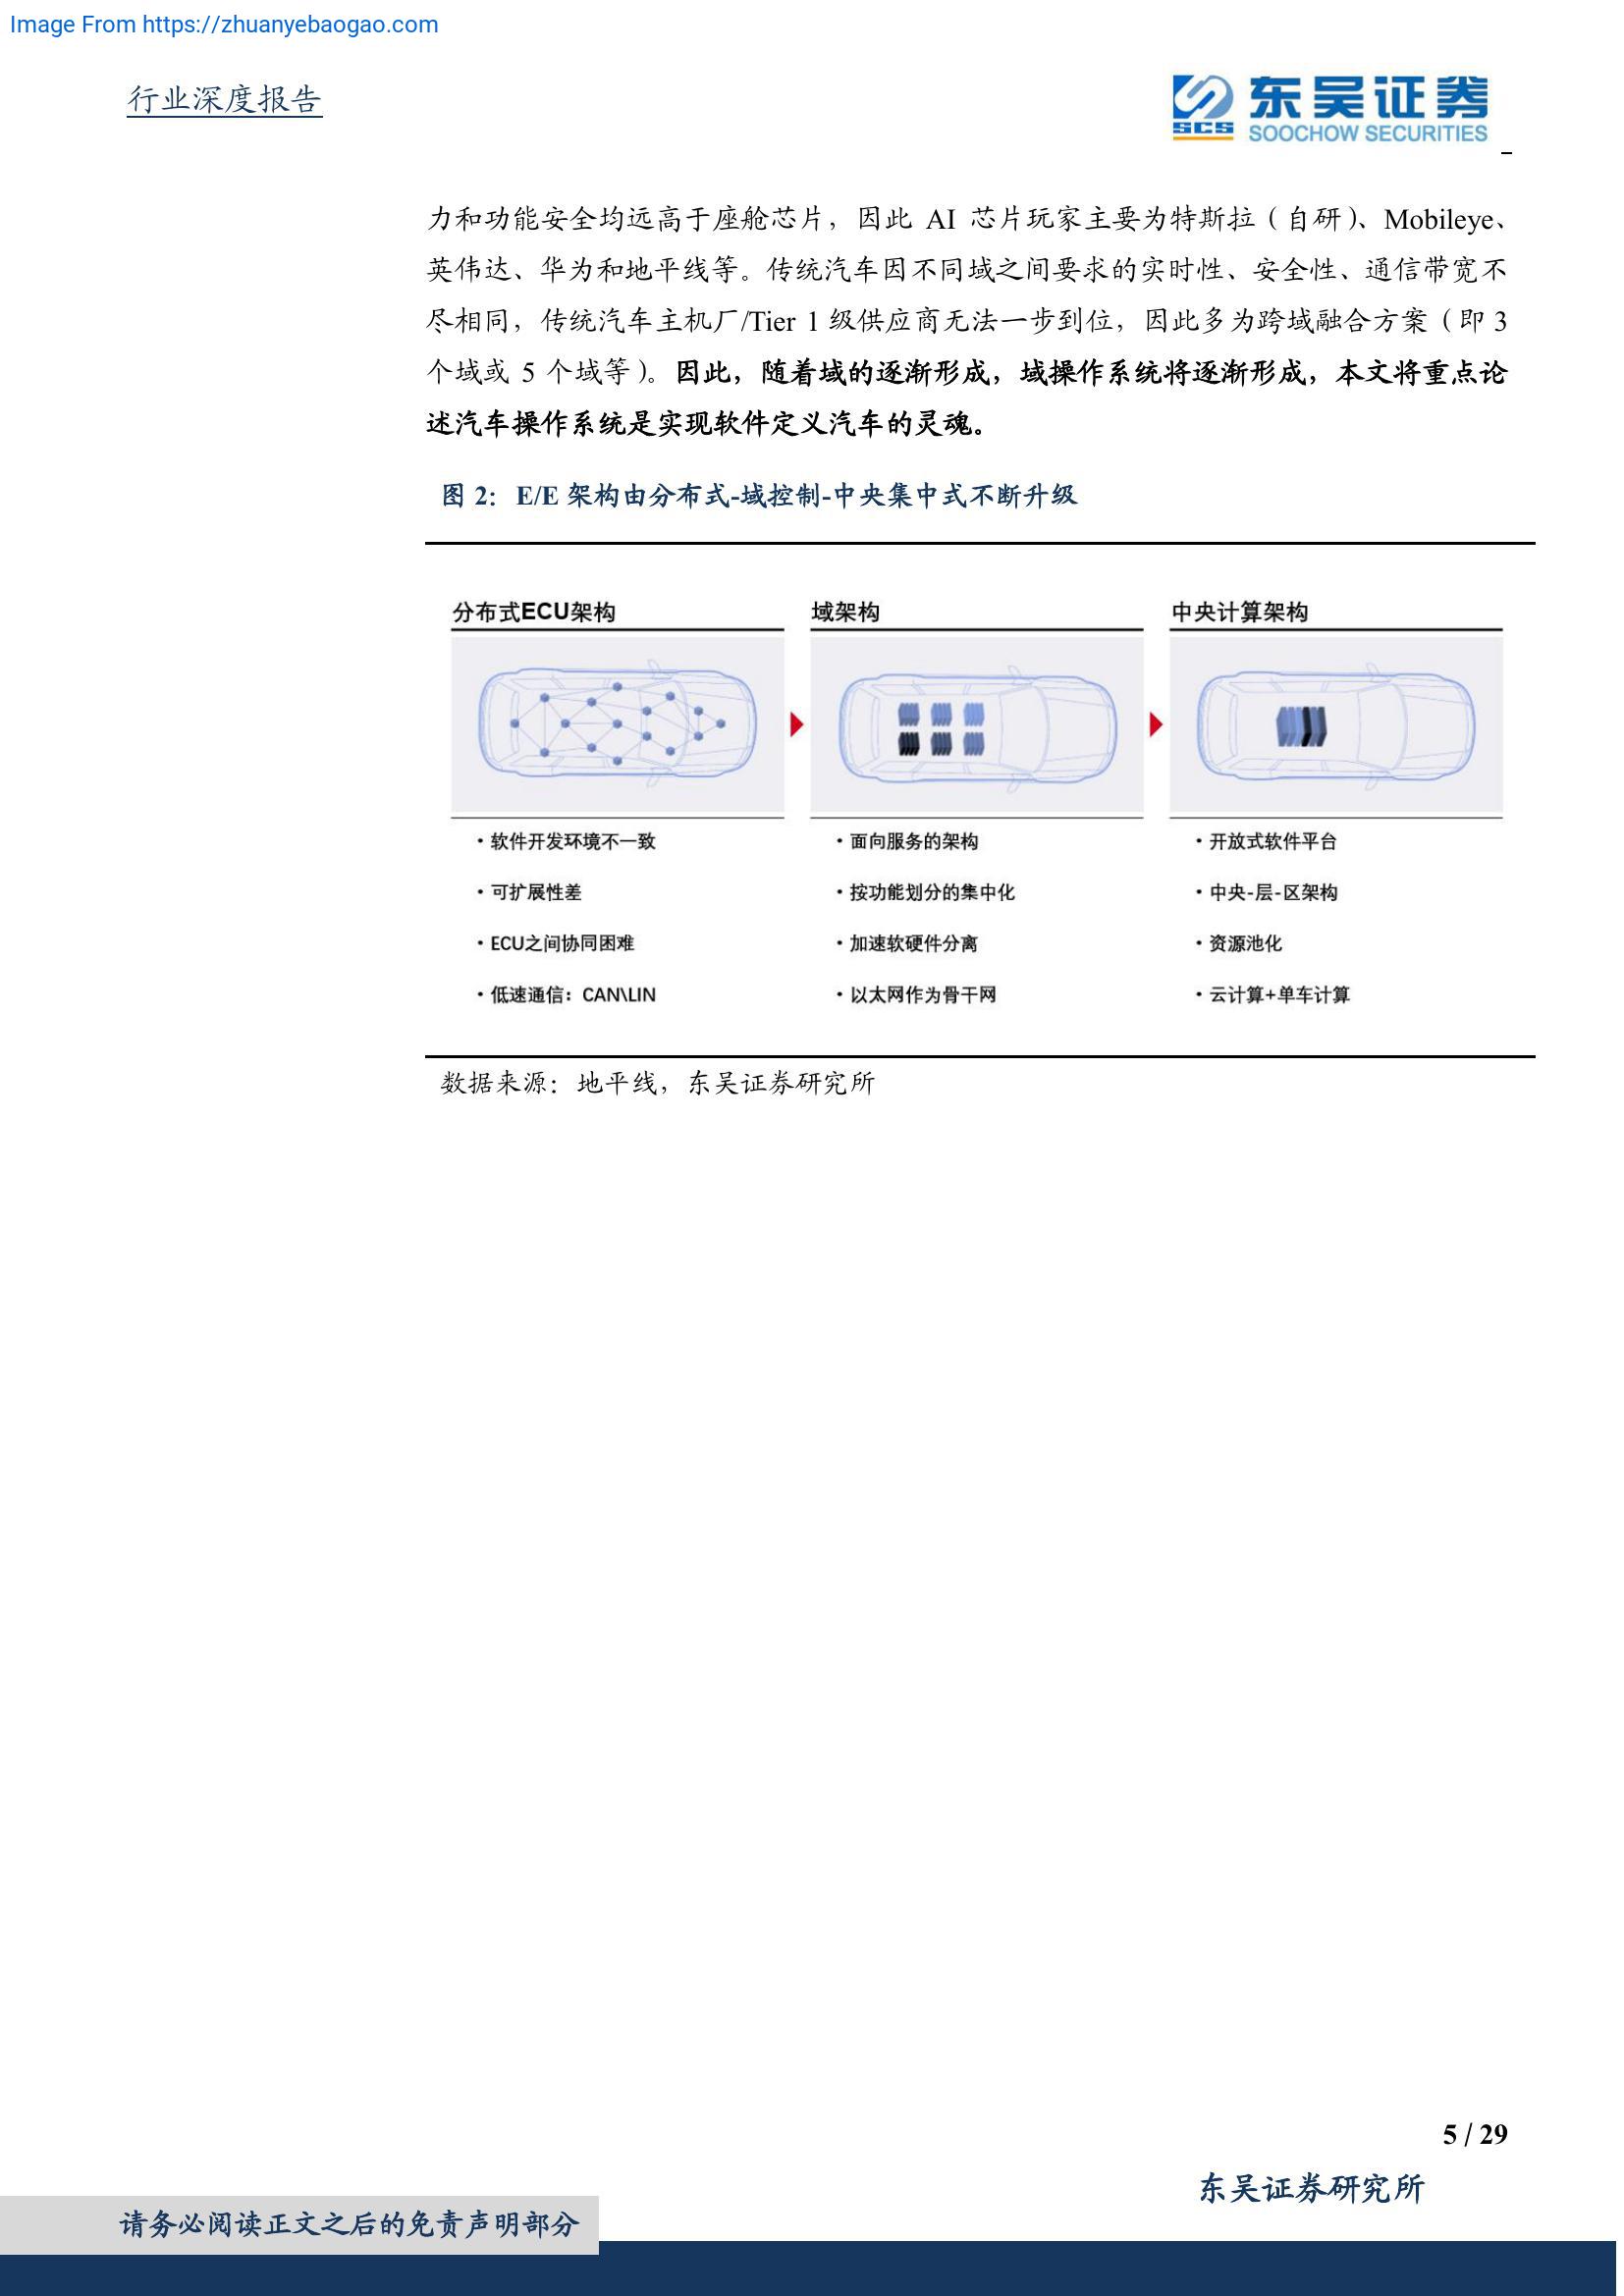 Image From https://zhuanyebaogao.com
行业深度报告
东吴证券
SCS
SOOCHOW SECURITIES
力和功能安全均远高于座舱芯片，因此 AI 芯片玩家主要为特斯拉（自研）、Mobileye、
英伟达、华为和地平线等。传统汽车因不同域之间要求的实时性、安全性、通信带宽不
尽相同，传统汽车主机厂/Tier 1 级供应商无法一步到位，因此多为跨域融合方案（即 3
个域或 5 个域等）。因此，随着域的逐渐形成，域操作系统将逐渐形成，本文将重点论
述汽车操作系统是实现软件定义汽车的灵魂。
图 2：E/E 架构由分布式-域控制-中央集中式不断升级
分布式ECU架构
·软件开发环境不一致
·可扩展性差
·ECU之间协同困难
·低速通信：CAN\LIN
域架构
·面向服务的架构
·按功能划分的集中化
·加速软硬件分离
·以太网作为骨干网
中央计算架构
·开放式软件平台
·中央-层-区架构
·资源池化
·云计算+单车计算
数据来源：地平线，东吴证券研究所
5 / 29
东吴证券研究所
请务必阅读正文之后的免责声明部分